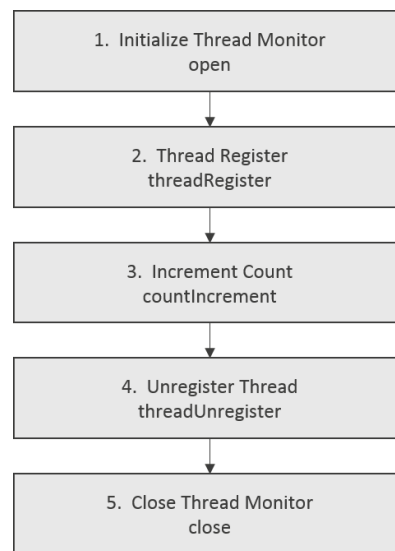 1. Initialize Thread Monitor
open
2. Thread Register
threadRegister
3. Increment Count
countIncrement
4. Unregister Thread
threadUnregister
5. Close Thread Monitor
close